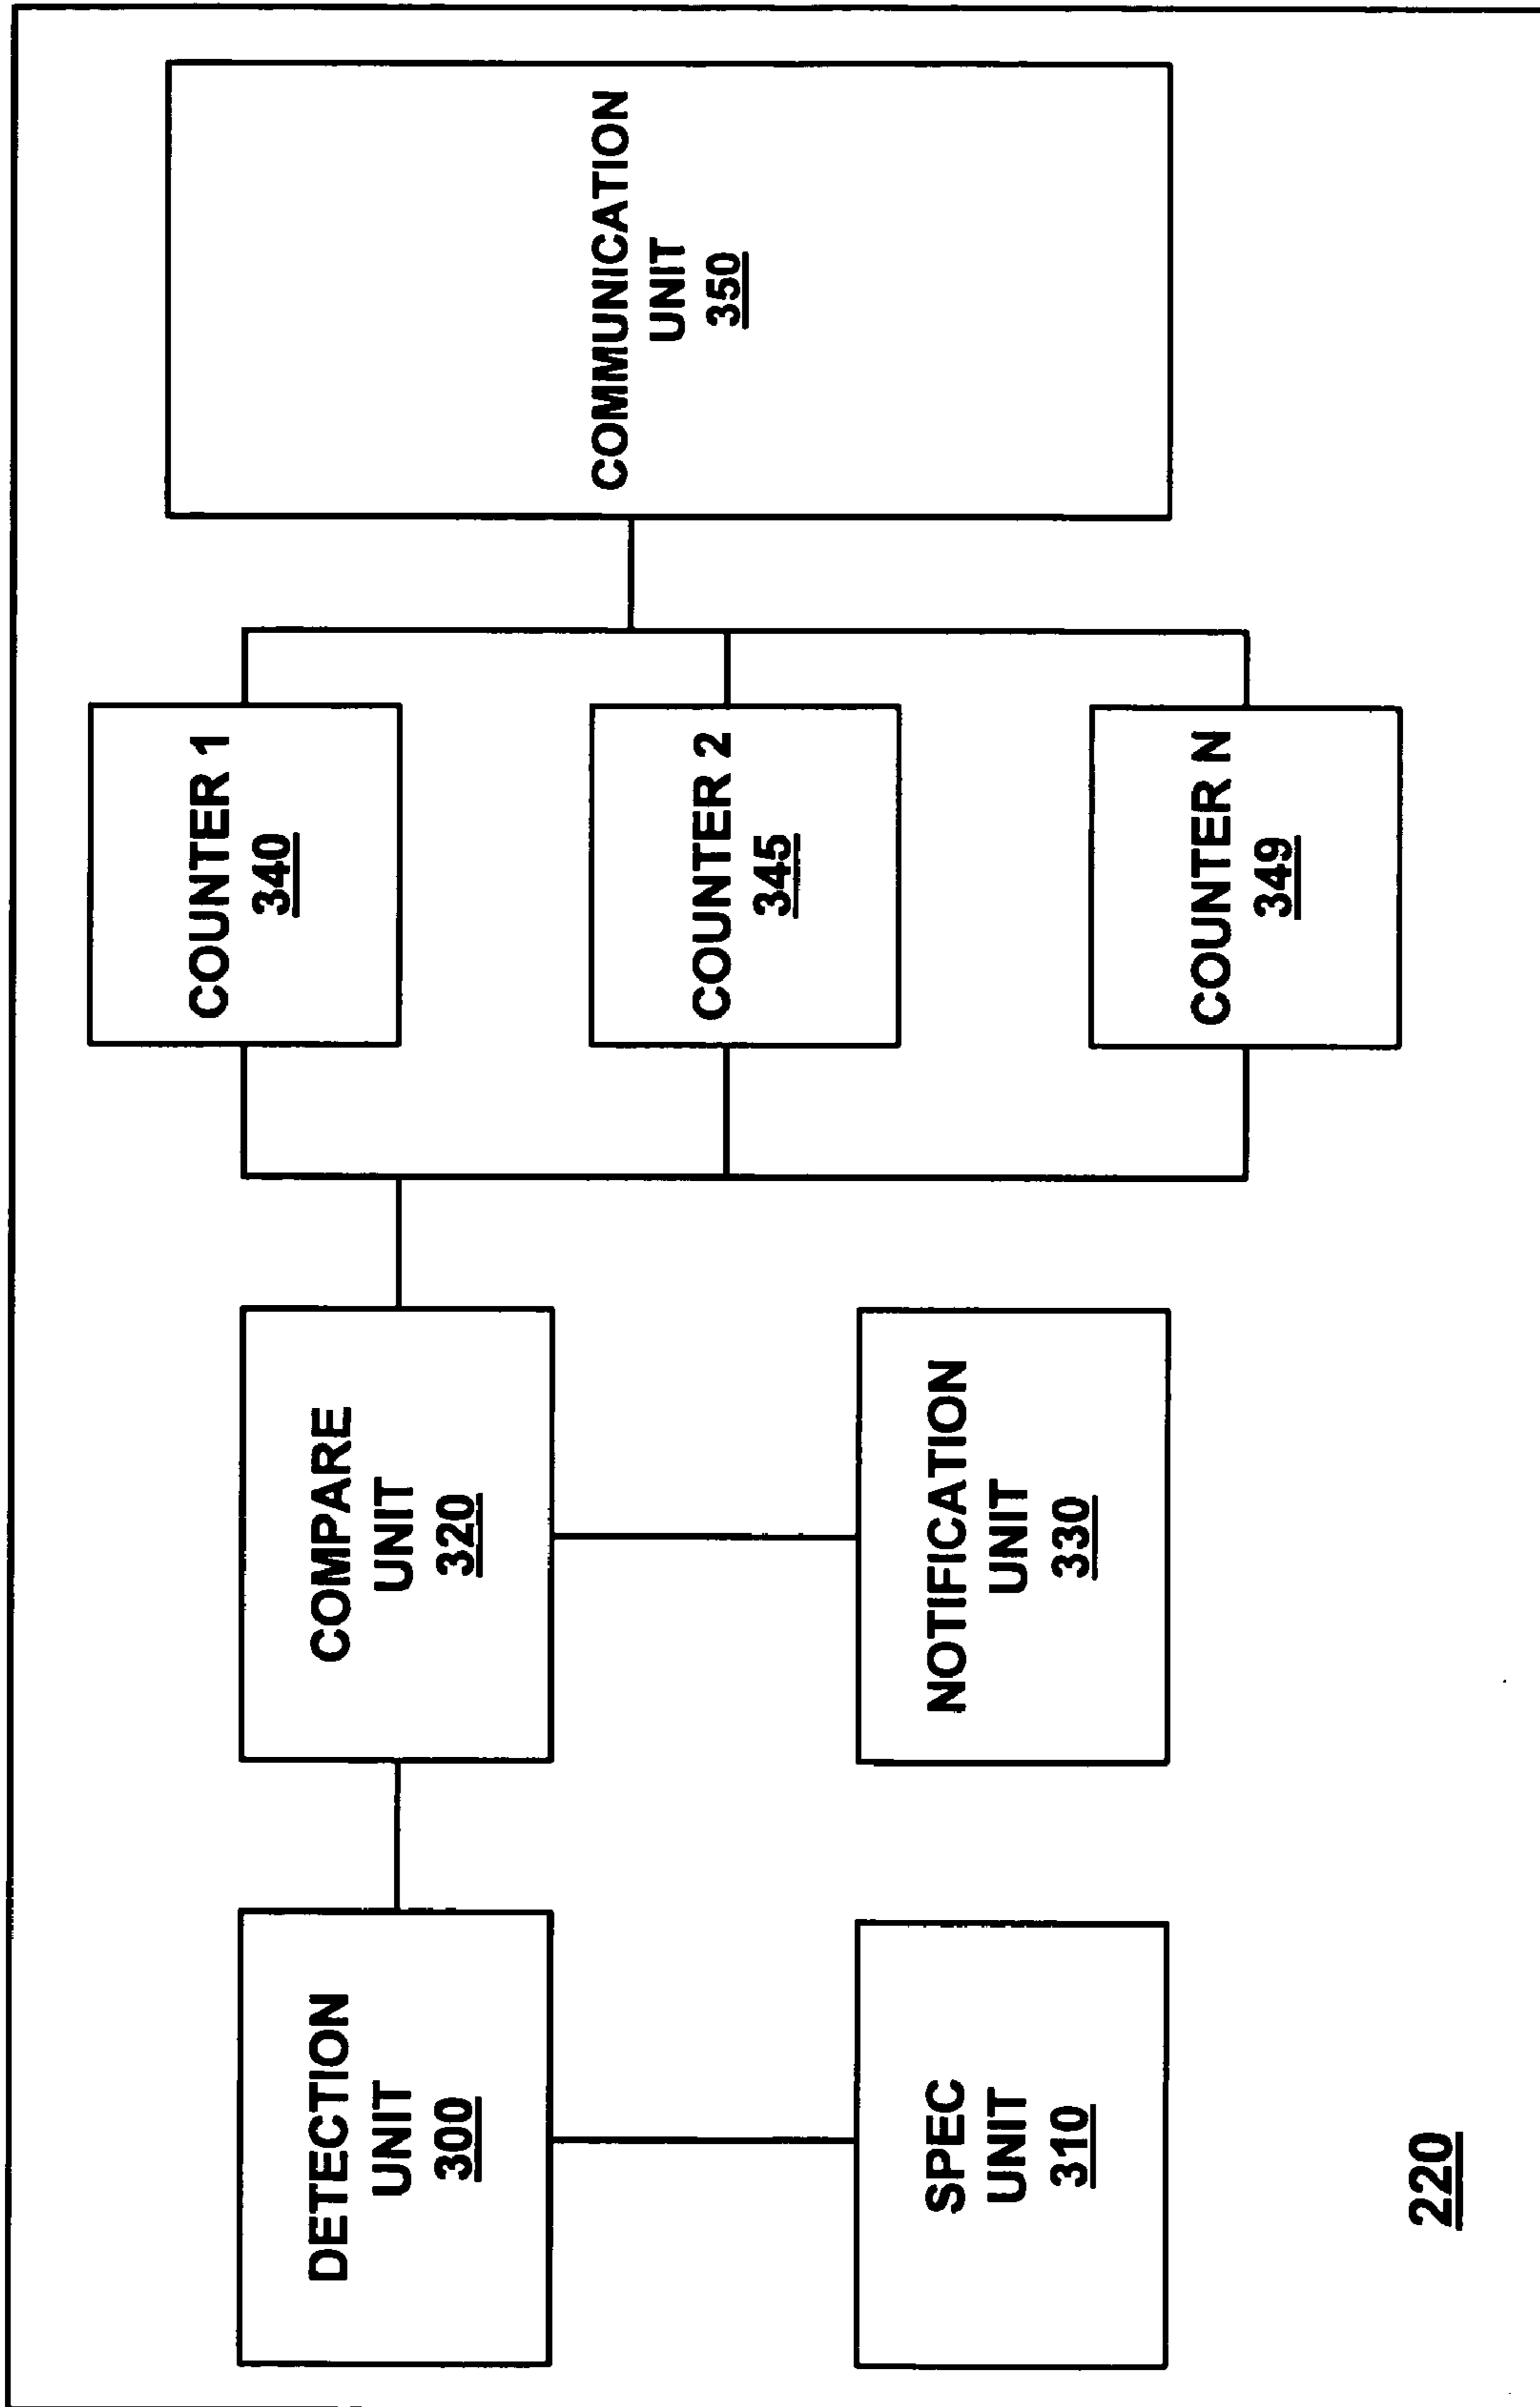 DETECTION
UNIT
300
SPEC
UNIT
310
COMPARE
UNIT
320
NOTIFICATION
UNIT
330
COUNTER 1
340
COUNTER 2
345
COUNTER N
349
COMMUNICATION
UNIT
350
220